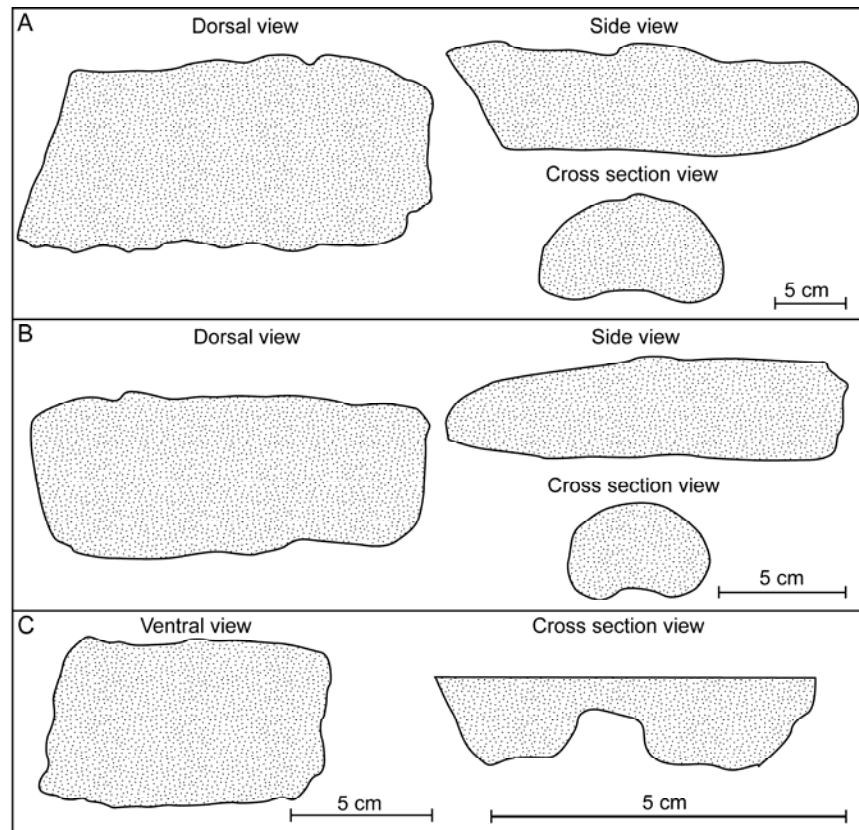 A
Dorsal view
Side view
Cross section view
5 cm
B
Dorsal view
Side view
Cross section view
5 cm
C
Ventral view
Cross section view
5 cm
5 cm